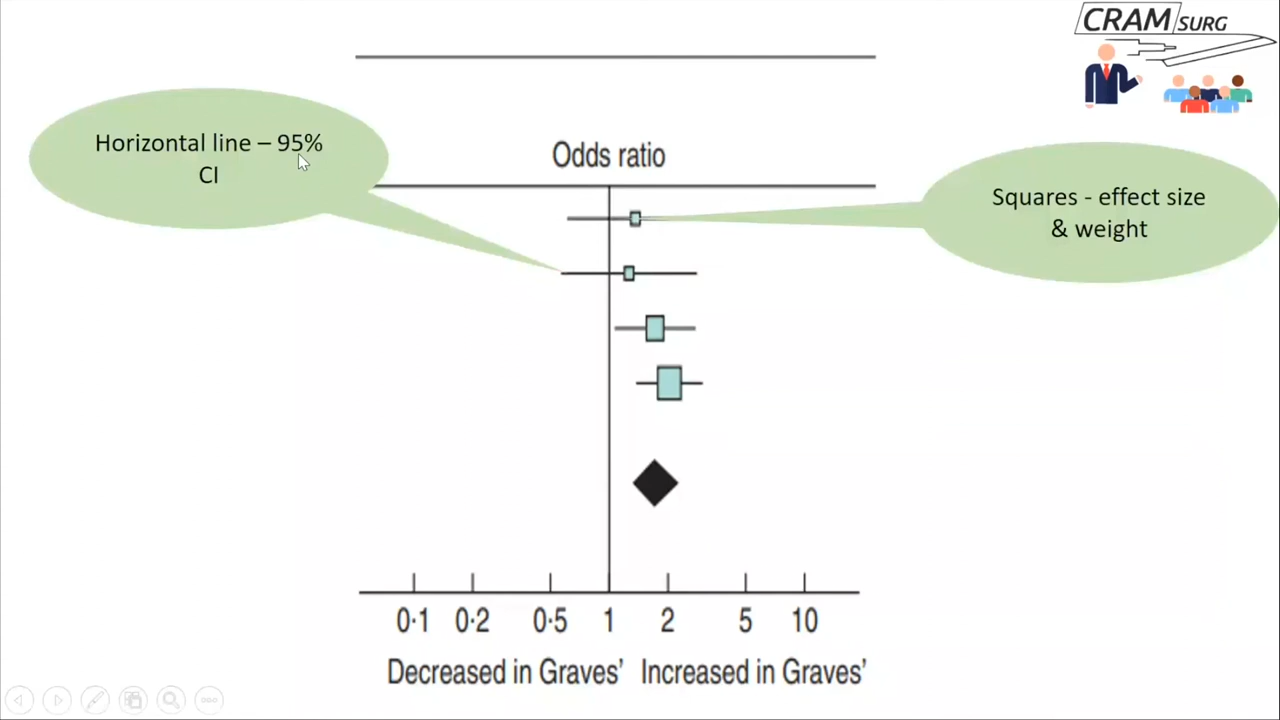 CRAM SURG
Horizontal line – 95%
CI
Odds ratio
Squares - effect size
& weight
0·1 0·2 0·5 1 2 5 10
Decreased in Graves’ Increased in Graves’